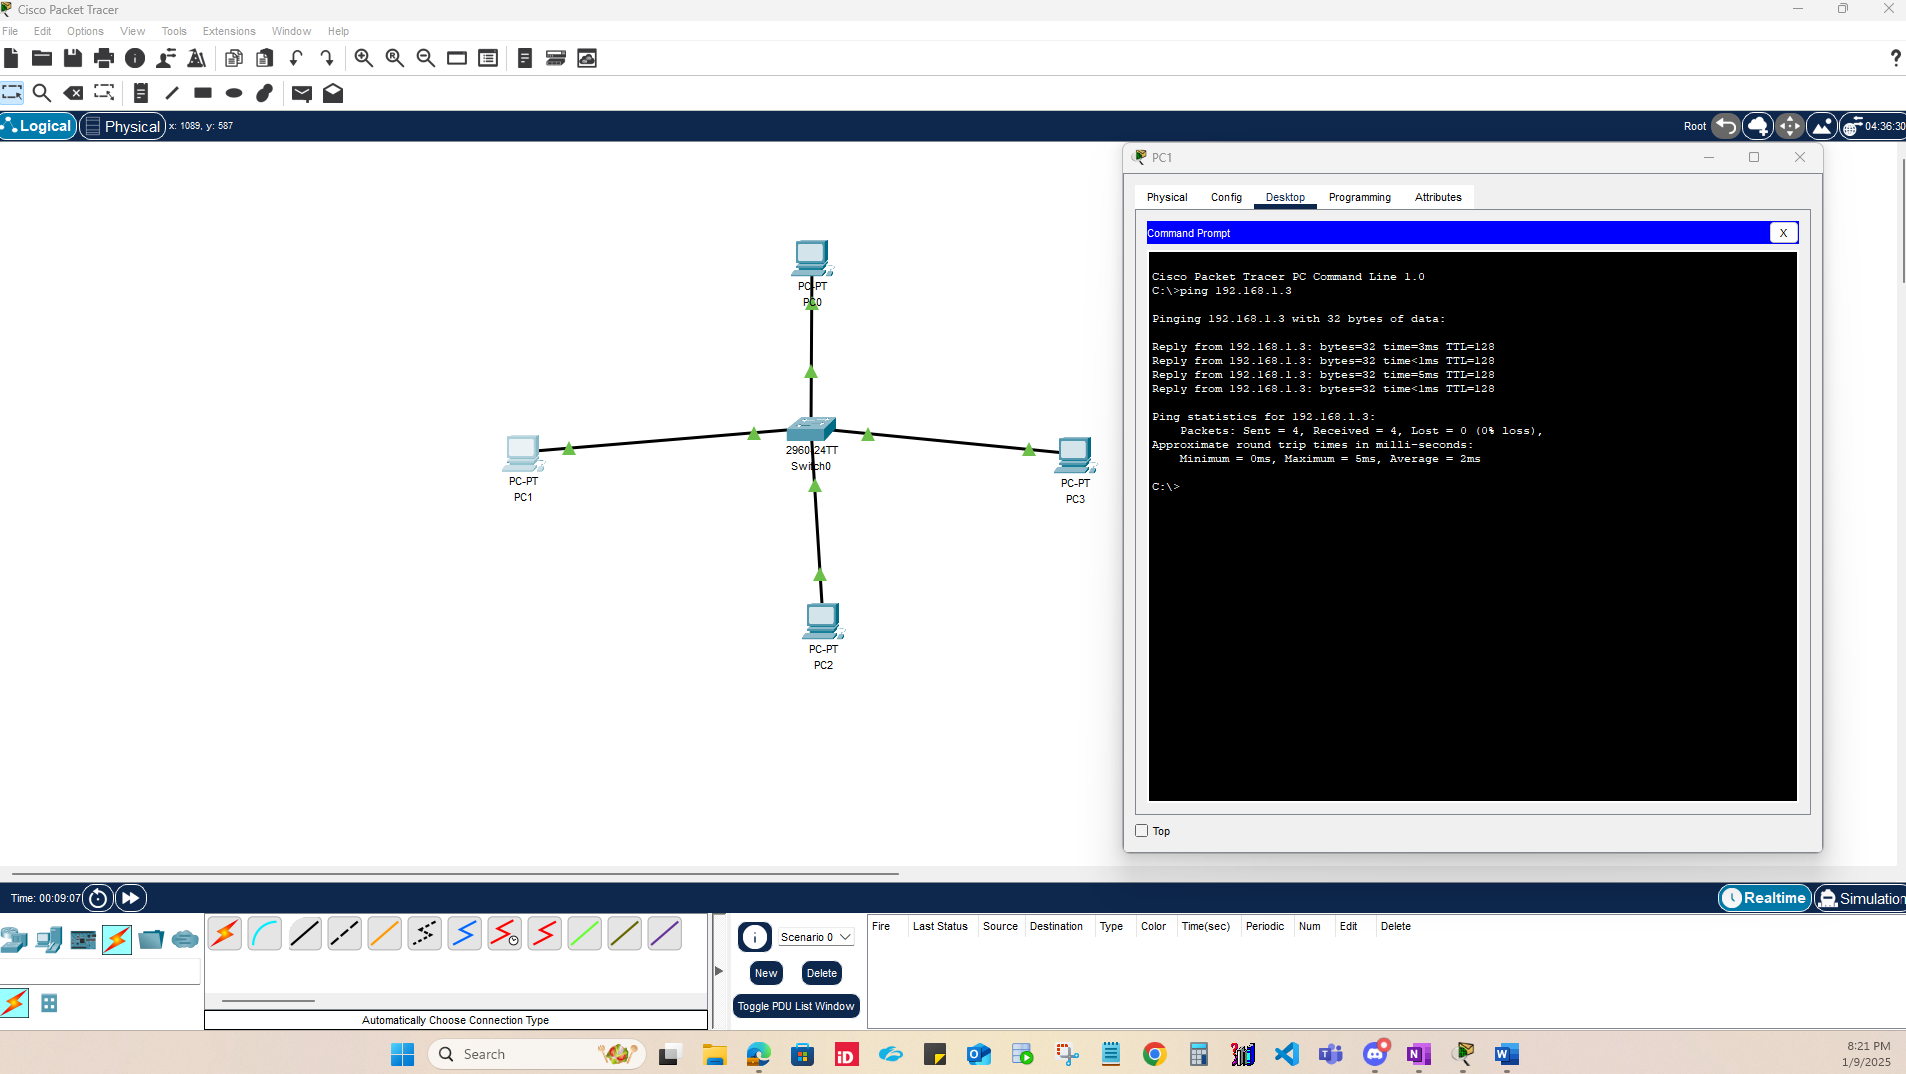 Cisco Packet Tracer
File Edit Options View Tools Extensions Window Help
?
Logical Physical x: 1089, y: 587 Root 04:36:30
PC1
Physical Config Desktop Programming Attributes
Command Prompt X
Cisco Packet Tracer PC Command Line 1.0
C:\>ping 192.168.1.3
Pinging 192.168.1.3 with 32 bytes of data:
Reply from 192.168.1.3: bytes=32 time=3ms TTL=128
Reply from 192.168.1.3: bytes=32 time<1ms TTL=128
Reply from 192.168.1.3: bytes=32 time=5ms TTL=128
Reply from 192.168.1.3: bytes=32 time<1ms TTL=128
Ping statistics for 192.168.1.3:
Packets: Sent = 4, Received = 4, Lost = 0 (0% loss),
Approximate round trip times in milli-seconds:
Minimum = 0ms, Maximum = 5ms, Average = 2ms
C:\>
Top
PC-PT
PC0
2960-24TT
Switch0
PC-PT
PC1
PC-PT
PC3
PC-PT
PC2
Time: 00:09:07 Realtime Simulation
Scenario 0
New Delete
Toggle PDU List Window
Fire Last Status Source Destination Type Color Time(sec) Periodic Num Edit Delete
Automatically Choose Connection Type
Search
iD
8:21 PM
1/9/2025